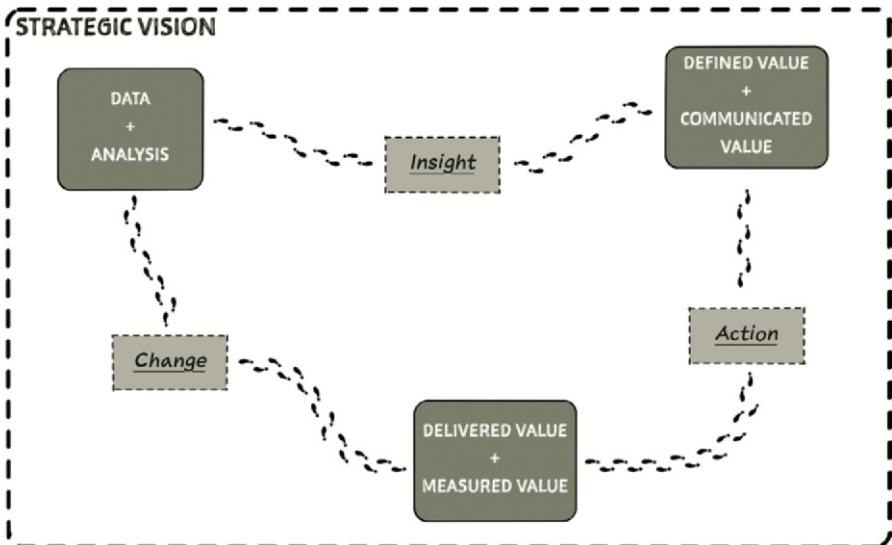 STRATEGIC VISION
DATA
+
ANALYSIS
Insight
DEFINED VALUE
+
COMMUNICATED
VALUE
Action
Change
DELIVERED VALUE
+
MEASURED VALUE